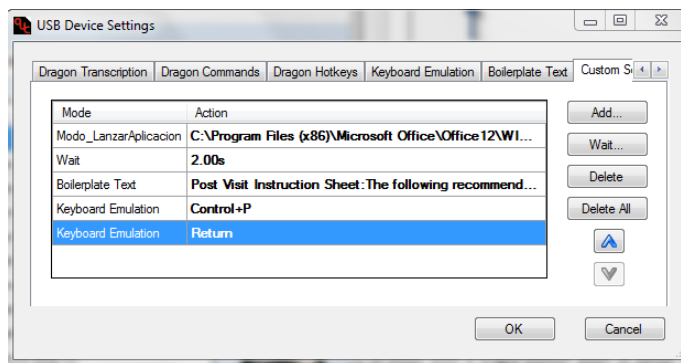 USB Device Settings
Dragon Transcription Dragon Commands Dragon Hotkeys Keyboard Emulation Boilerplate Text Custom S
Mode Action
Modo_LanzarAplicacion C:\Program Files (x86)\Microsoft Office\Office12\WI...
Wait 2.00s
Boilerplate Text Post Visit Instruction Sheet:The following recommend...
Keyboard Emulation Control+P
Keyboard Emulation Return
Add...
Wait...
Delete
Delete All
OK Cancel